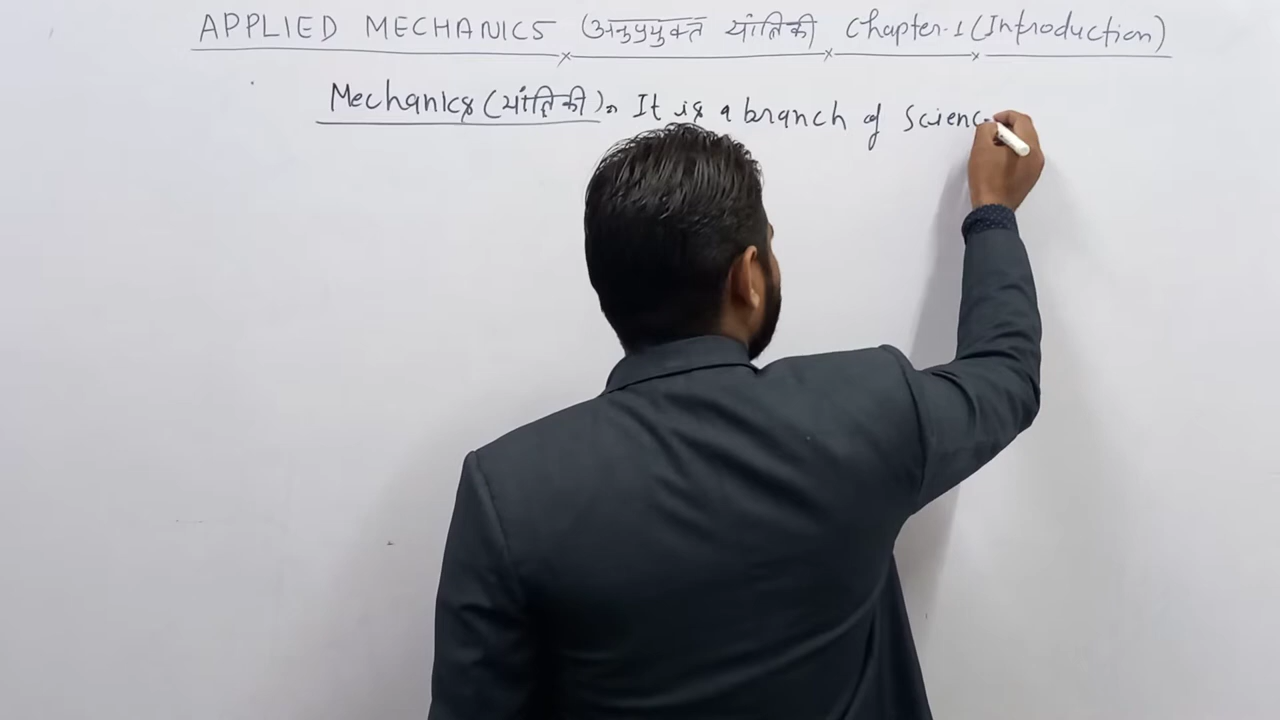 APPLIED MECHANICS (अनुप्रयुक्त यांत्रिकी) Chapter-1 (Introduction)
Mechanics (यांत्रिकी):- It is a branch of Scienc